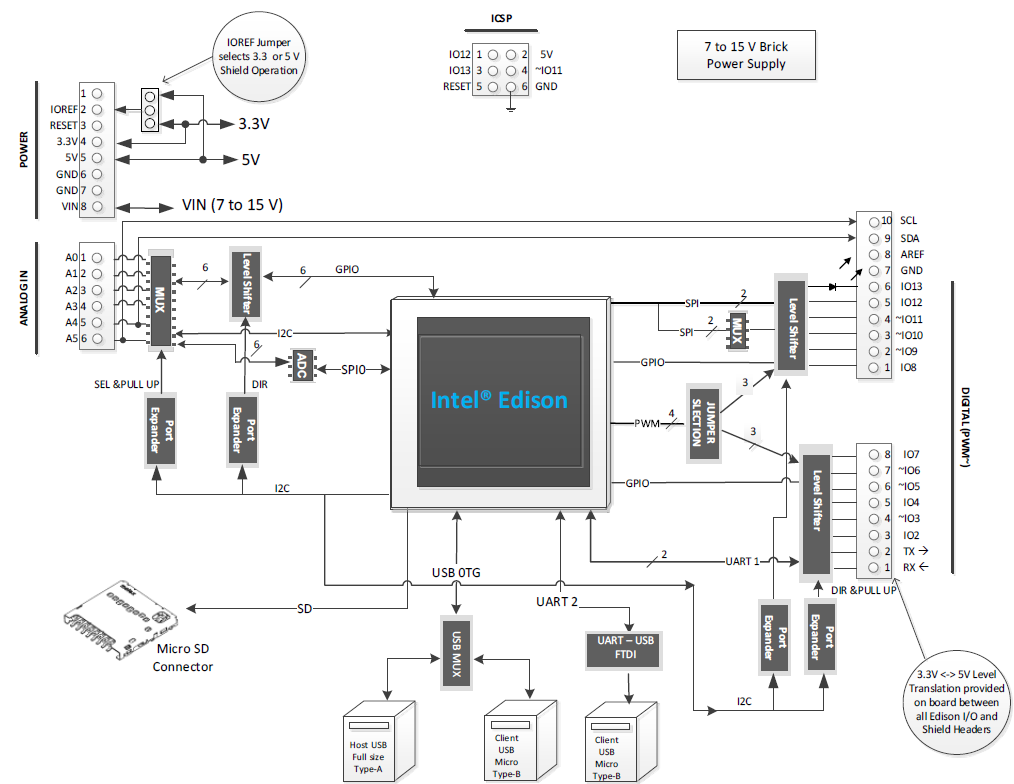 ICSP
IO12 1 2 5V
IO13 3 4 ~IO11
RESET 5 6 GND
7 to 15 V Brick
Power Supply
IOREF Jumper
selects 3.3 or 5 V
Shield Operation
POWER
1
IOREF 2
RESET 3
3.3V 4
5V 5
GND 6
GND 7
VIN 8
3.3V
5V
VIN (7 to 15 V)
ANALOG IN
A0 1
A1 2
A2 3
A3 4
A4 5
A5 6
MUX
6
Level Shifter
6
GPIO
I2C
6
ADC
SPI0
SEL &PULL UP
DIR
Port
Expander
Port
Expander
I2C
Intel® Edison
SPI
2
SPI
2
MUX
Level Shifter
GPIO
PWM
4
JUMPER
SLECTION
3
3
GPIO
Level Shifter
2
UART 1
10 SCL
9 SDA
8 AREF
7 GND
6 IO13
5 IO12
4 ~IO11
3 ~IO10
2 ~IO9
1 IO8
DIGITAL (PWM~)
8 IO7
7 ~IO6
6 ~IO5
5 IO4
4 ~IO3
3 IO2
2 TX →
1 RX ←
DIR &PULL UP
Port
Expander
Port
Expander
I2C
3.3V <-> 5V Level
Translation provided
on board between
all Edison I/O and
Shield Headers
USB OTG
UART 2
SD
Micro SD
Connector
USB MUX
UART – USB
FTDI
Host USB
Full size
Type-A
Client
USB
Micro
Type-B
Client
USB
Micro
Type-B